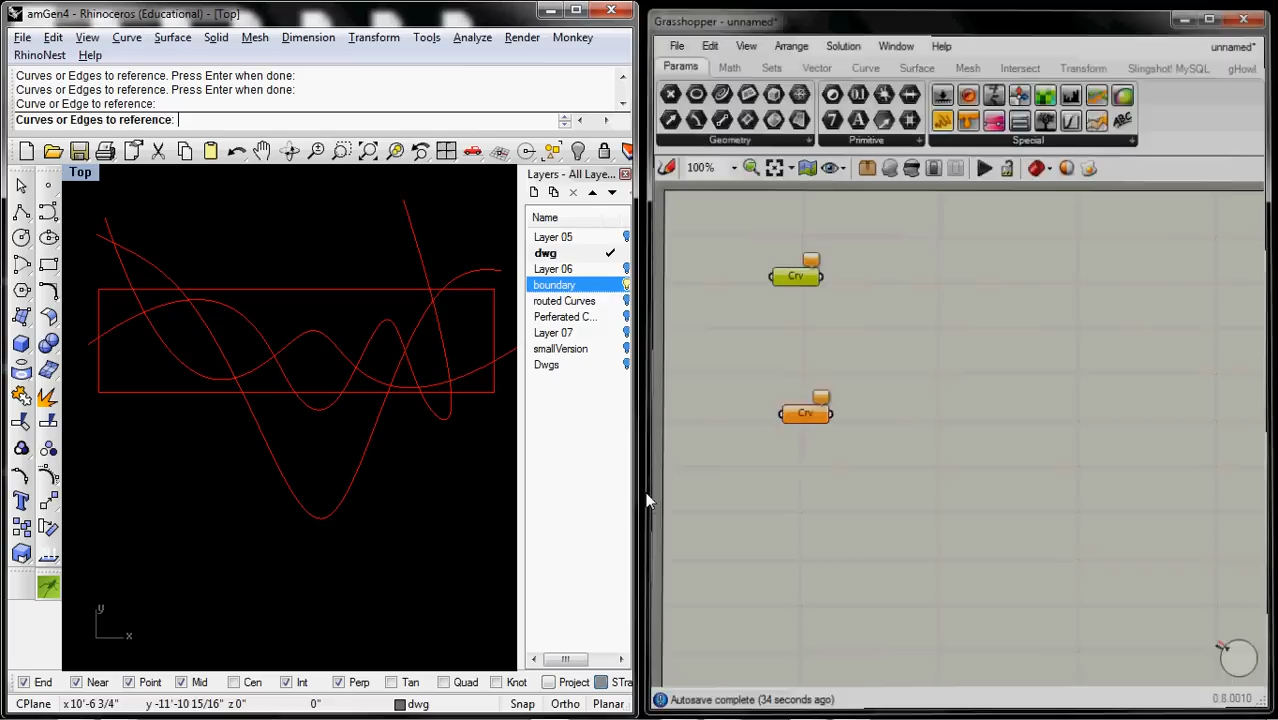 amGen4 - Rhinoceros (Educational) - [Top]
File Edit View Curve Surface Solid Mesh Dimension Transform Tools Analyze Render Monkey
RhinoNest Help
Curves or Edges to reference. Press Enter when done:
Curves or Edges to reference. Press Enter when done:
Curve or Edge to reference:
Curves or Edges to reference:
Top
Layers - All Laye...
Name
Layer 05
dwg
Layer 06
boundary
routed Curves
Perforated C...
Layer 07
smallVersion
Dwgs
y
x
End Near Point Mid Cen Int Perp Tan Quad Knot Project STra
CPlane x 10'-6 3/4" y -11'-10 15/16" z 0" 0" dwg Snap Ortho Planar
Grasshopper - unnamed*
File Edit View Arrange Solution Window Help unnamed*
Params Math Sets Vector Curve Surface Mesh Intersect Transform Slingshot! MySQL gHowl
Geometry Primitive Special
100%
Crv
Crv
Autosave complete (34 seconds ago)
0.8.0010